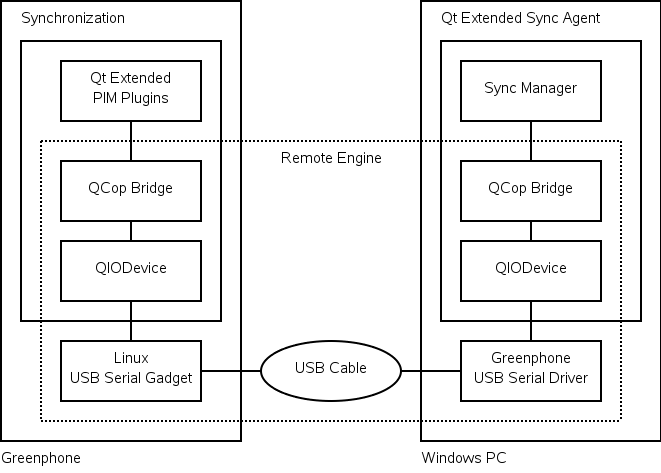 Synchronization
Qt Extended Sync Agent
Qt Extended
PIM Plugins
Sync Manager
Remote Engine
QCop Bridge
QCop Bridge
QIODevice
QIODevice
Linux
USB Serial Gadget
USB Cable
Greenphone
USB Serial Driver
Greenphone
Windows PC